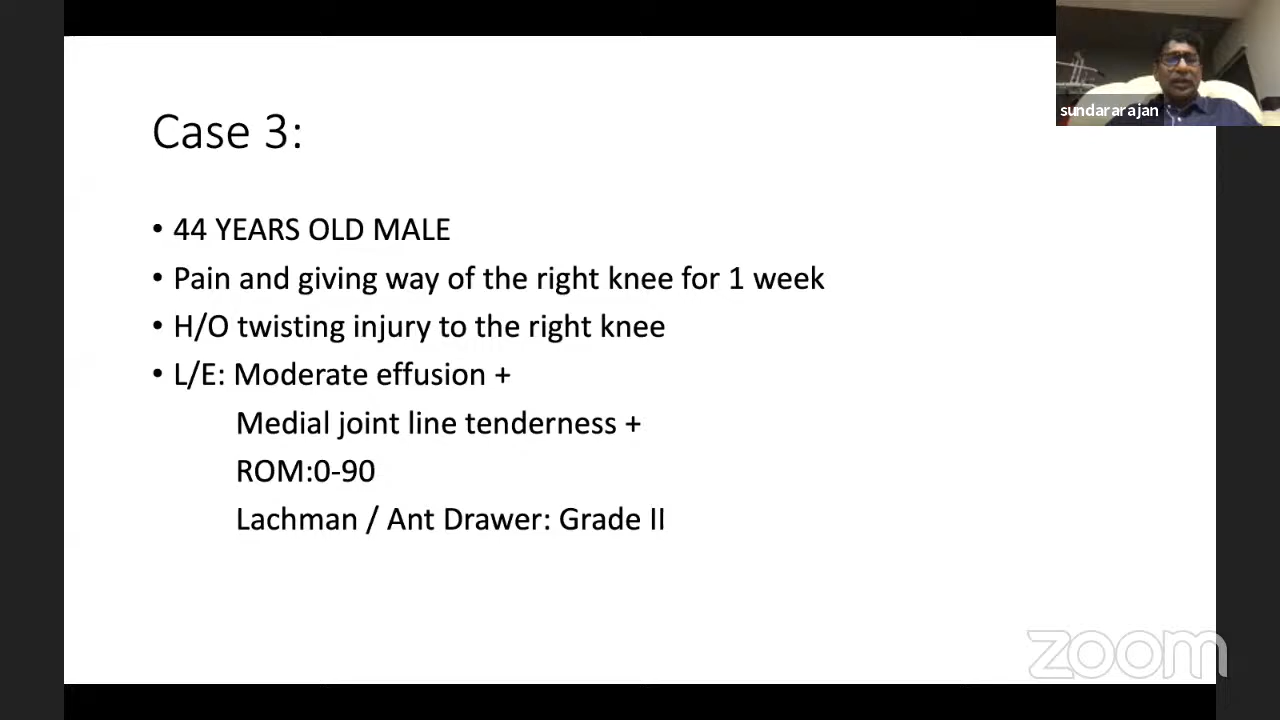 sundararajan
Case 3:
• 44 YEARS OLD MALE
• Pain and giving way of the right knee for 1 week
• H/O twisting injury to the right knee
• L/E: Moderate effusion +
Medial joint line tenderness +
ROM:0-90
Lachman / Ant Drawer: Grade II
zoom